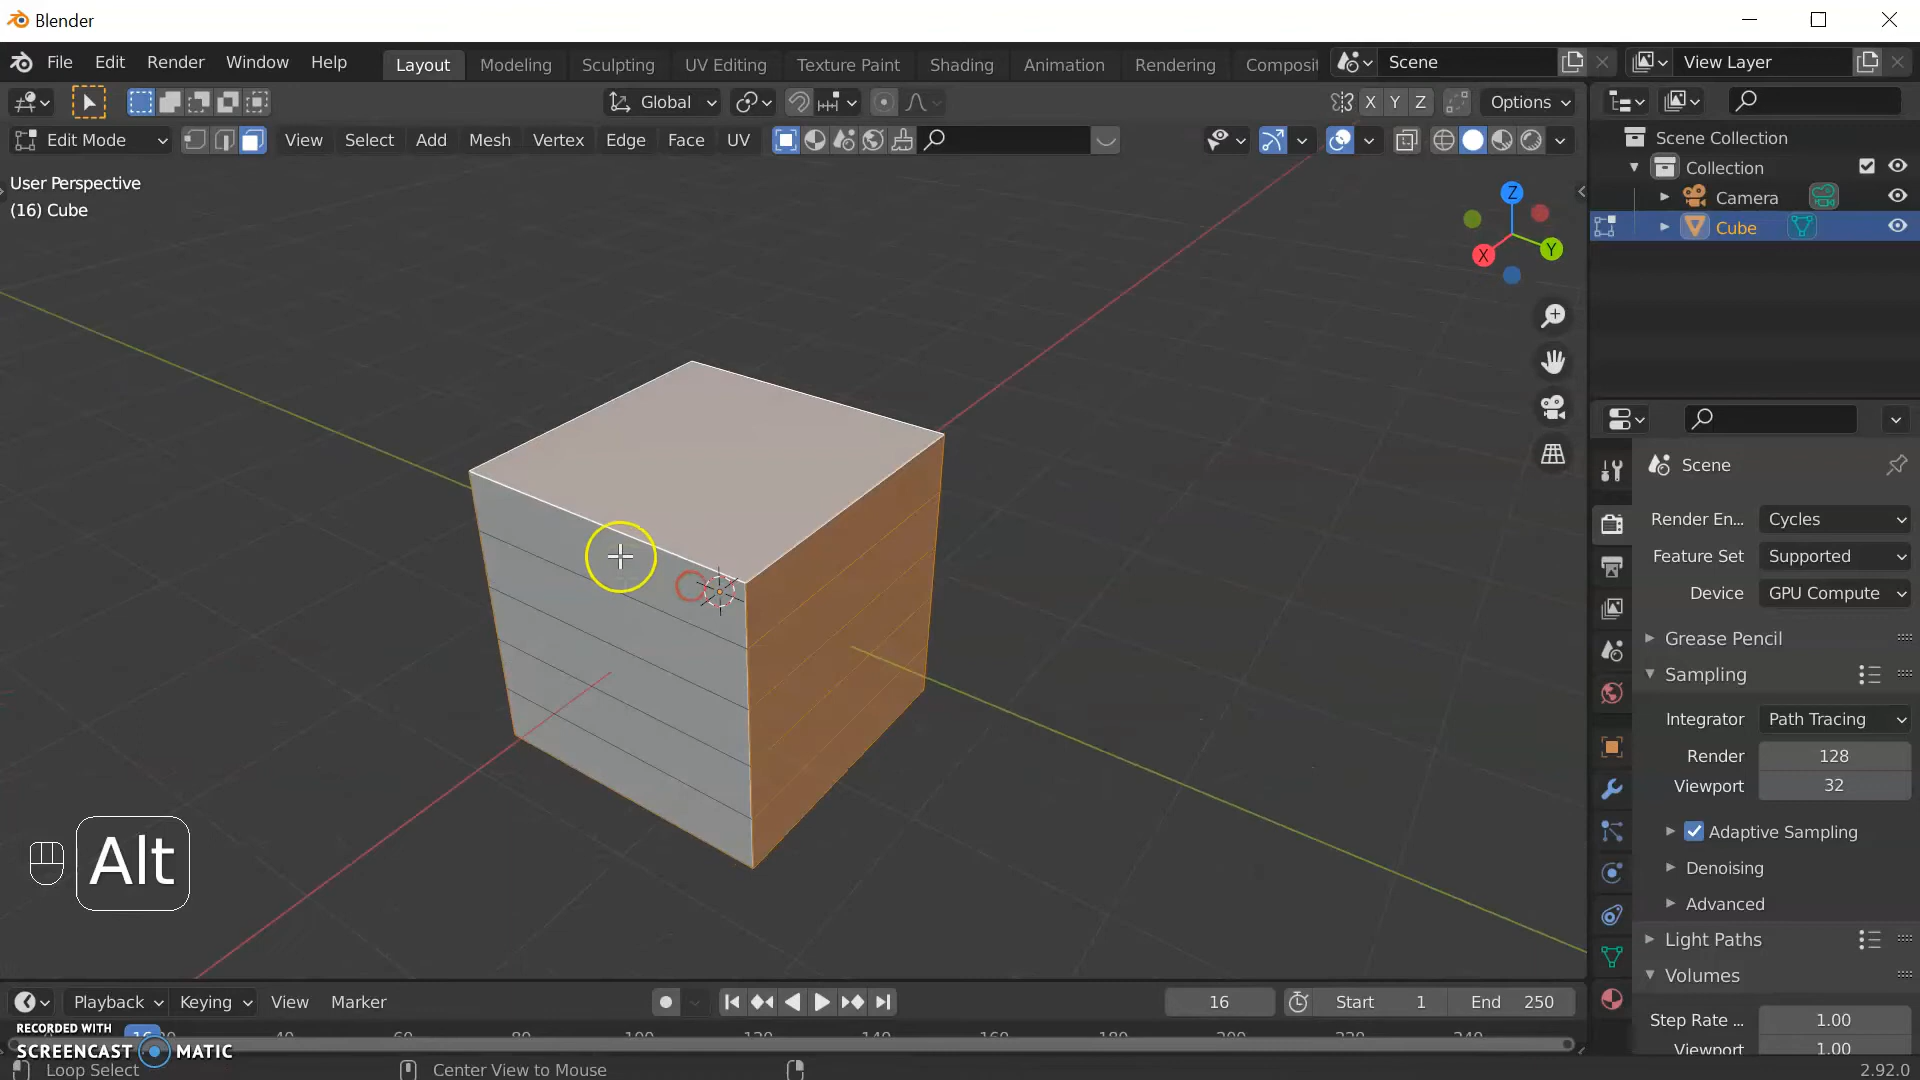 Blender
File Edit Render Window Help Layout Modeling Sculpting UV Editing Texture Paint Shading Animation Rendering Composit Scene View Layer
Global X Y Z Options
Edit Mode View Select Add Mesh Vertex Edge Face UV
User Perspective
(16) Cube
Z
Y
X
Alt
Scene Collection
Collection
Camera
Cube
Scene
Render En... Cycles
Feature Set Supported
Device GPU Compute
Grease Pencil
Sampling
Integrator Path Tracing
Render 128
Viewport 32
Adaptive Sampling
Denoising
Advanced
Light Paths
Volumes
Step Rate ... 1.00
Viewport 1.00
Playback Keying View Marker 16 Start 1 End 250
RECORDED WITH
SCREENCAST MATIC
Loop Select Center View to Mouse 2.92.0